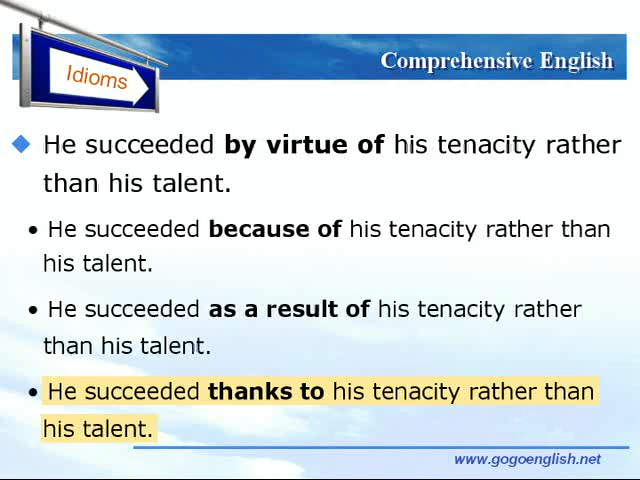 Idioms
Comprehensive English
He succeeded by virtue of his tenacity rather
than his talent.
• He succeeded because of his tenacity rather than
his talent.
• He succeeded as a result of his tenacity rather
than his talent.
• He succeeded thanks to his tenacity rather than
his talent.
www.gogoenglish.net